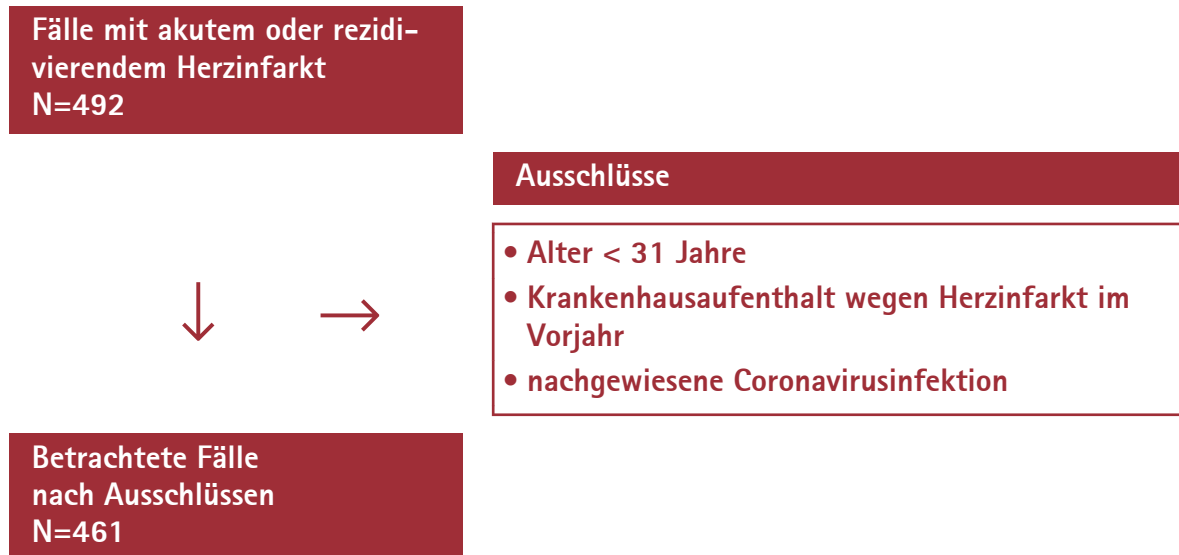 Fälle mit akutem oder rezidi-
vierendem Herzinfarkt
N=492
Ausschlüsse
• Alter < 31 Jahre
• Krankenhausaufenthalt wegen Herzinfarkt im
Vorjahr
• nachgewiesene Coronavirusinfektion
Betrachtete Fälle
nach Ausschlüssen
N=461